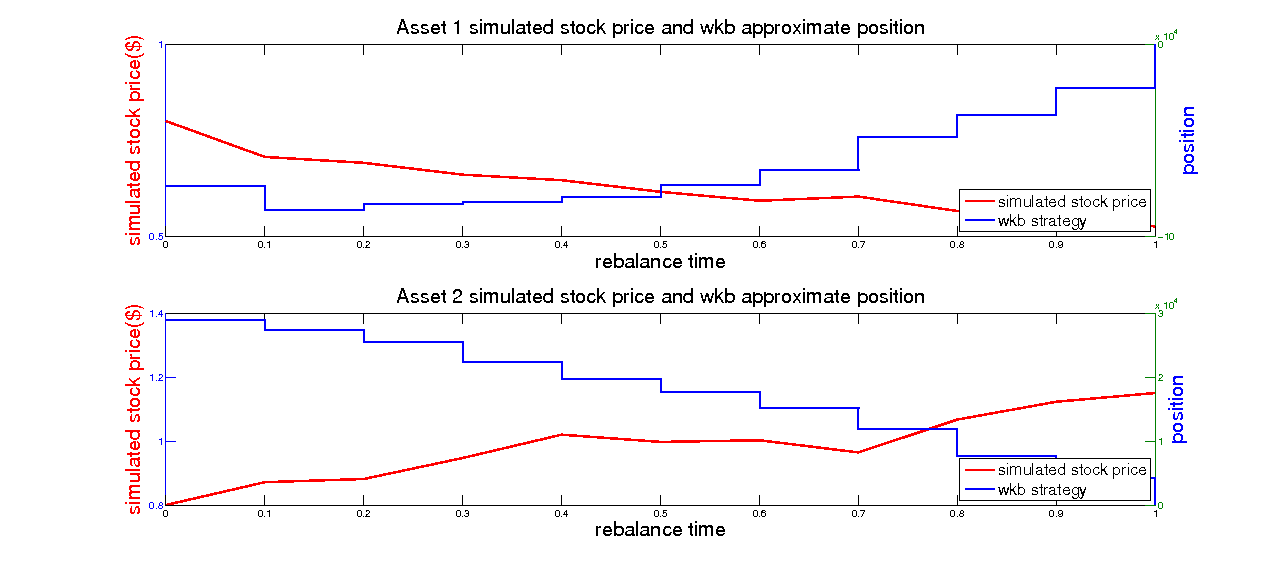 Asset 1 simulated stock price and wkb approximate position
x 10^4
simulated stock price($)
position
1
0.5
0
-10
simulated stock price
wkb strategy
0 0.1 0.2 0.3 0.4 0.5 0.6 0.7 0.8 0.9 1
rebalance time
Asset 2 simulated stock price and wkb approximate position
x 10^4
simulated stock price($)
position
1.4
1.2
1
0.8
3
2
1
0
simulated stock price
wkb strategy
0 0.1 0.2 0.3 0.4 0.5 0.6 0.7 0.8 0.9 1
rebalance time